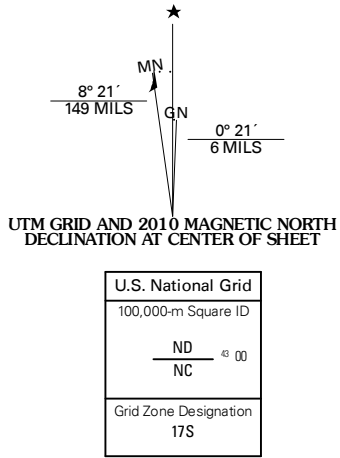 ★
MN
8° 21´
149 MILS
GN
0° 21´
6 MILS
UTM GRID AND 2010 MAGNETIC NORTH
DECLINATION AT CENTER OF SHEET
U.S. National Grid
100,000-m Square ID
ND
43 00
NC
Grid Zone Designation
17S